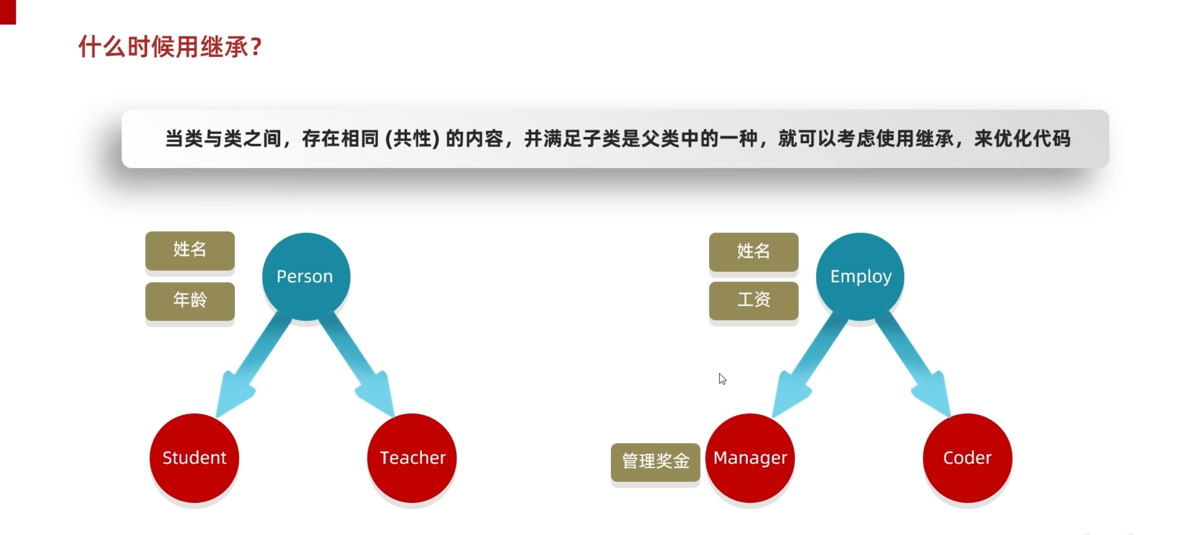 什么时候用继承？
当类与类之间，存在相同 (共性) 的内容，并满足子类是父类中的一种，就可以考虑使用继承，来优化代码
姓名
年龄
Person
Student
Teacher
姓名
工资
Employ
管理奖金
Manager
Coder